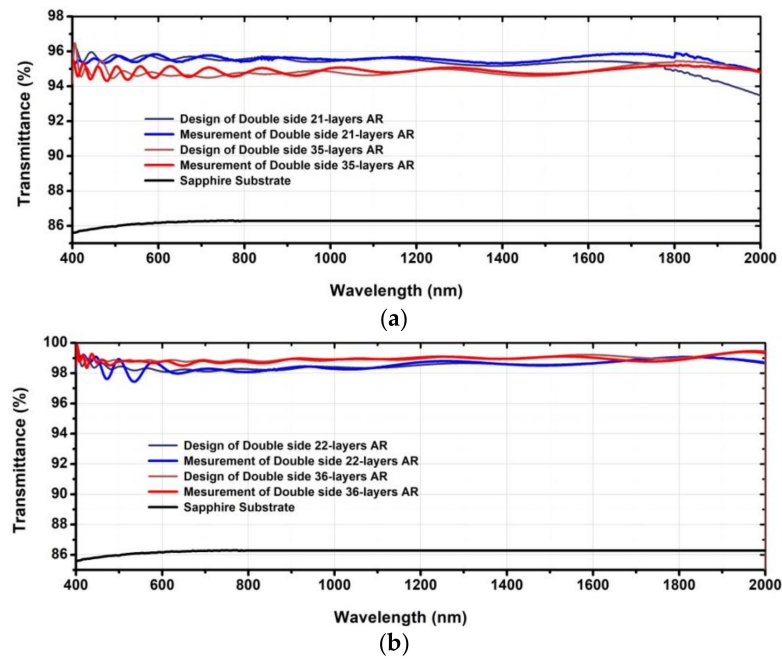 98
96
94
92
90
88
86
Transmittance (%)
Design of Double side 21-layers AR
Mesurement of Double side 21-layers AR
Design of Double side 35-layers AR
Mesurement of Double side 35-layers AR
Sapphire Substrate
400 600 800 1000 1200 1400 1600 1800 2000
Wavelength (nm)
(a)
100
98
96
94
92
90
88
86
Transmittance (%)
Design of Double side 22-layers AR
Mesurement of Double side 22-layers AR
Design of Double side 36-layers AR
Mesurement of Double side 36-layers AR
Sapphire Substrate
400 600 800 1000 1200 1400 1600 1800 2000
Wavelength (nm)
(b)